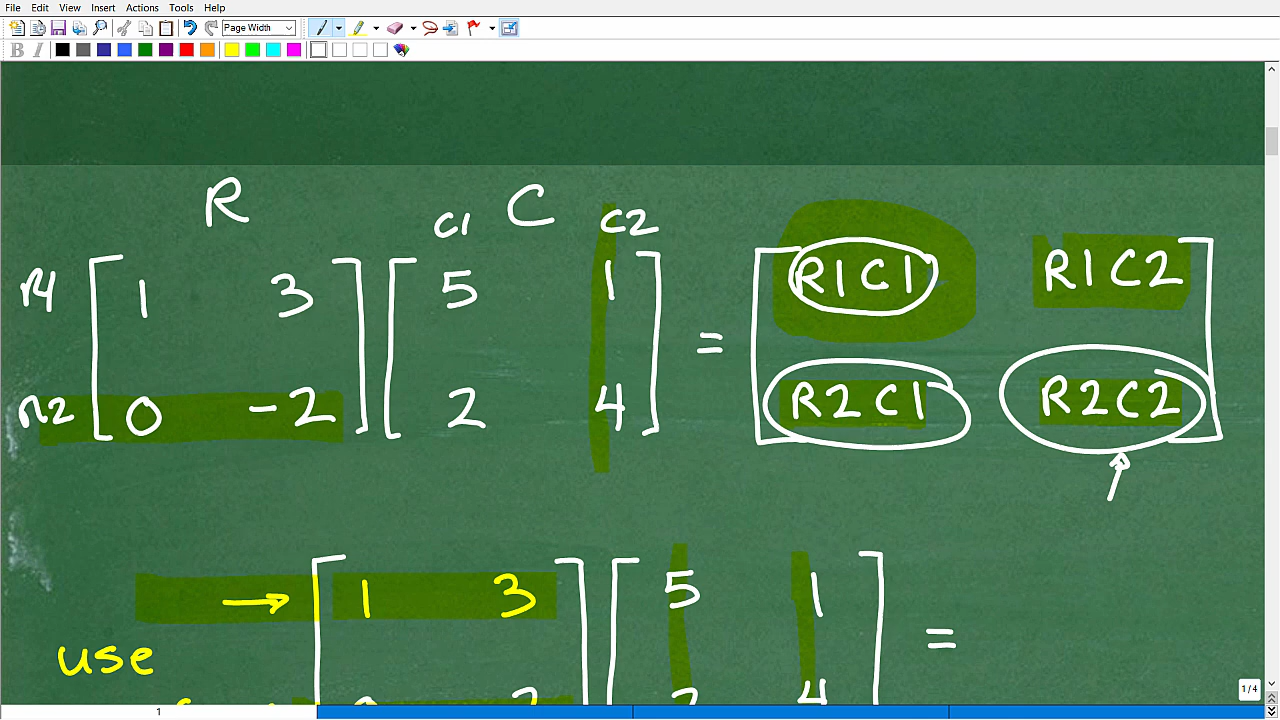 File Edit View Insert Actions Tools Help
Page Width
B I
R C
C1 C2
R1 1 3 5 1 = R1C1 R1C2
R2 0 -2 2 4 R2C1 R2C2
→ 1 3 5 1 =
use
1/4
1